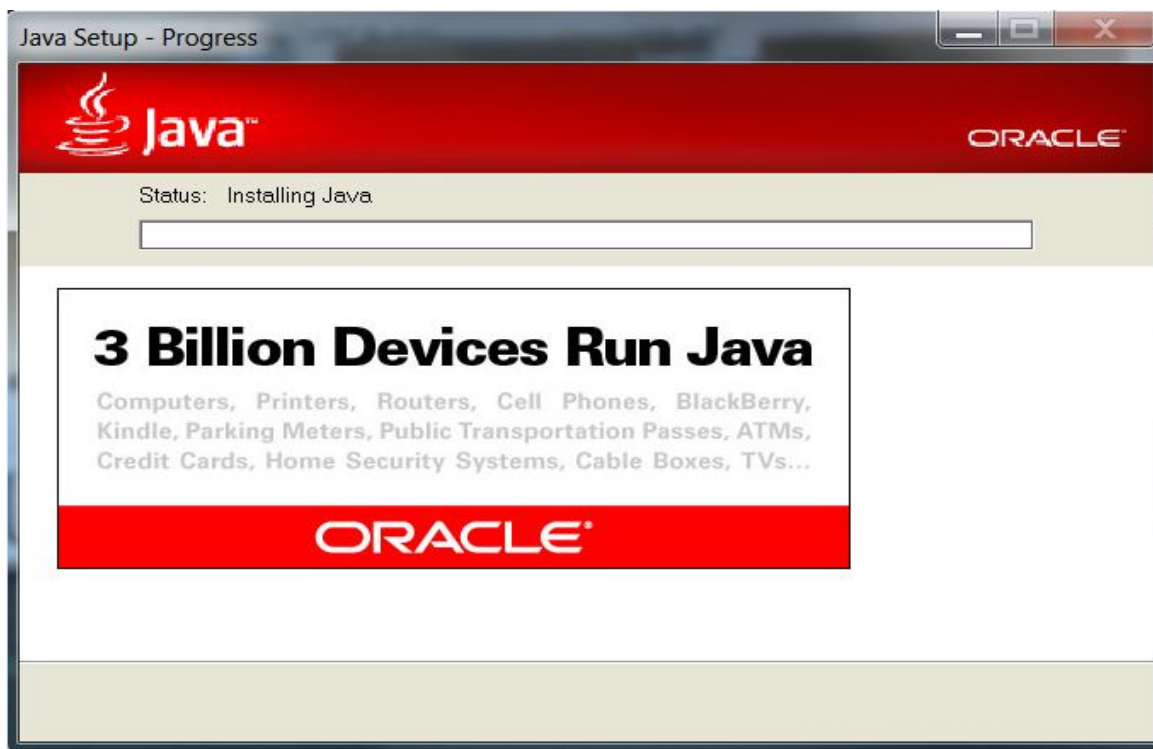 Java Setup - Progress
Java™
ORACLE®
Status: Installing Java
3 Billion Devices Run Java
Computers, Printers, Routers, Cell Phones, BlackBerry,
Kindle, Parking Meters, Public Transportation Passes, ATMs,
Credit Cards, Home Security Systems, Cable Boxes, TVs...
ORACLE®